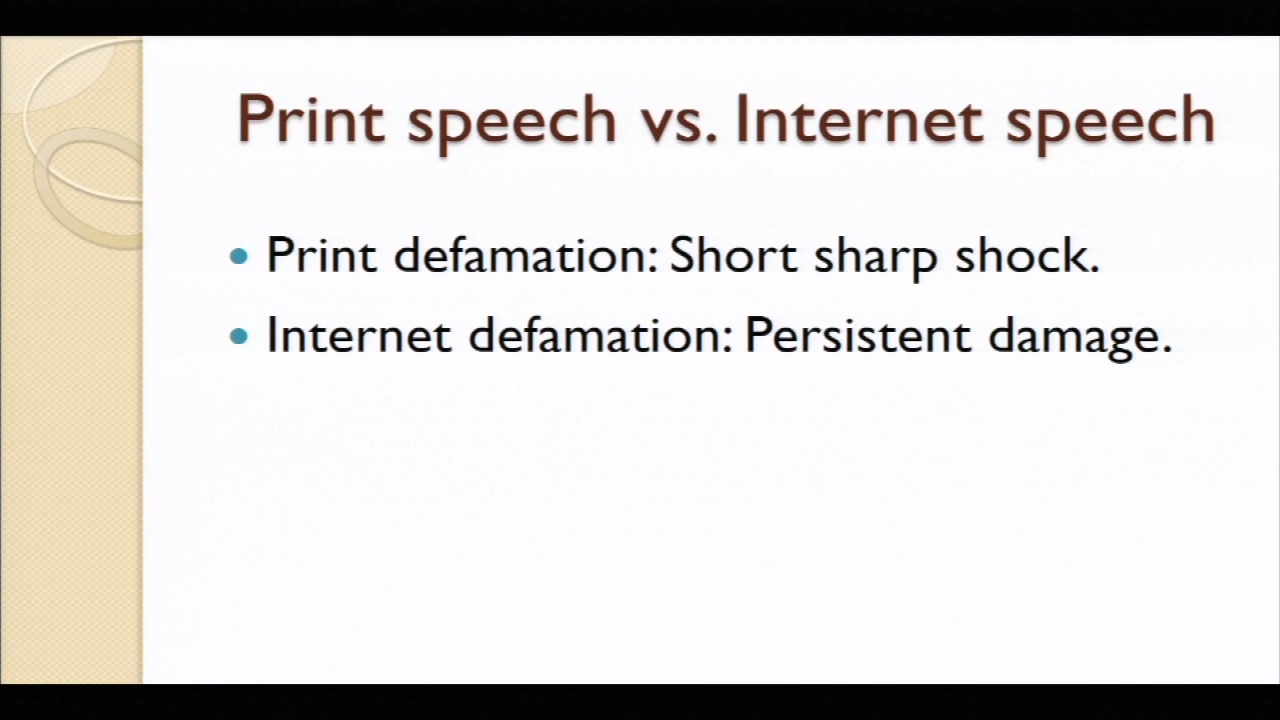 Print speech vs. Internet speech
• Print defamation: Short sharp shock.
• Internet defamation: Persistent damage.